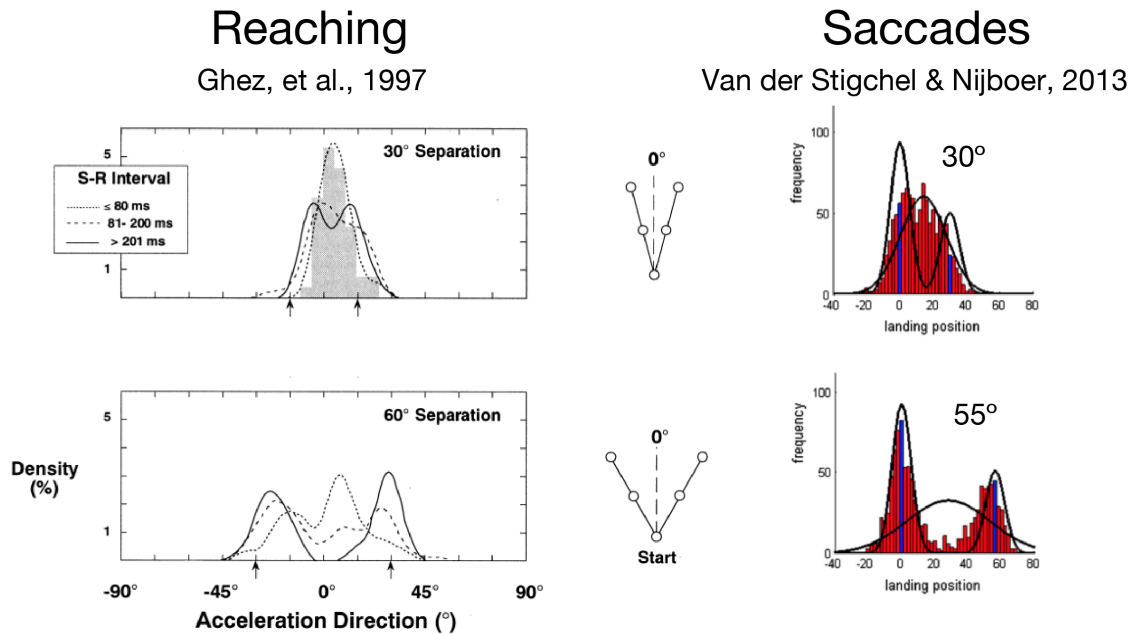 Reaching
Ghez, et al., 1997
30° Separation
5
1
S-R Interval
≤ 80 ms
81- 200 ms
> 201 ms
60° Separation
5
1
Density
(%)
-90°
-45°
0°
45°
90°
Acceleration Direction (°)
0°
0°
Start
Saccades
Van der Stigchel & Nijboer, 2013
30º
frequency
100
50
0
-40 -20 0 20 40 60 80
landing position
55º
frequency
100
50
0
-40 -20 0 20 40 60 80
landing position